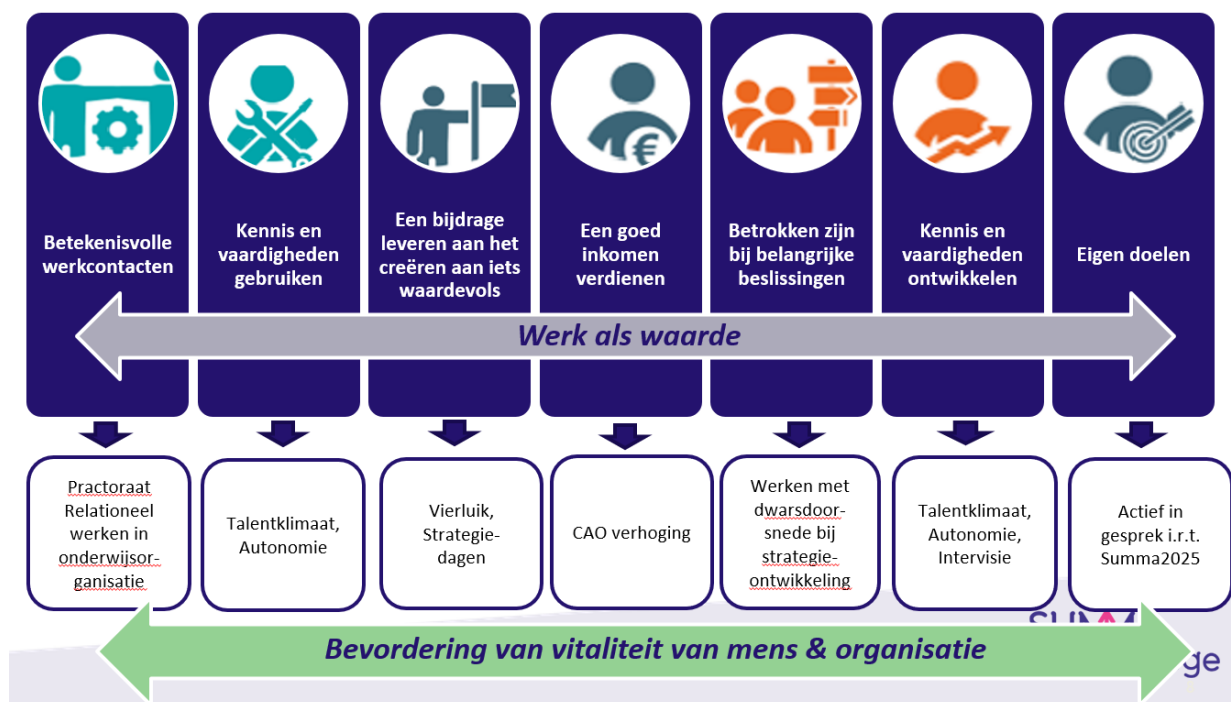 Betekenisvolle
werkcontacten
Kennis en
vaardigheden
gebruiken
Een bijdrage
leveren aan het
creëren aan iets
waardevols
€
Een goed
inkomen
verdienen
Betrokken zijn
bij belangrijke
beslissingen
Kennis en
vaardigheden
ontwikkelen
Eigen doelen
Werk als waarde
Practoraat
Relationeel
werken in
onderwijsor-
ganisatie
Talentklimaat,
Autonomie
Vierluik,
Strategie-
dagen
CAO verhoging
Werken met
dwarsdoor-
snede bij
strategie-
ontwikkeling
Talentklimaat,
Autonomie,
Intervisie
Actief in
gesprek i.r.t.
Summa2025
Bevordering van vitaliteit van mens & organisatie
ge